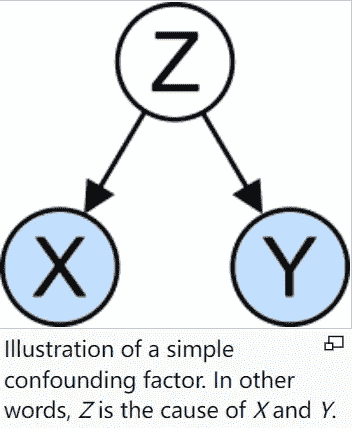 Z
X Y
Illustration of a simple
confounding factor. In other
words, Z is the cause of X and Y.